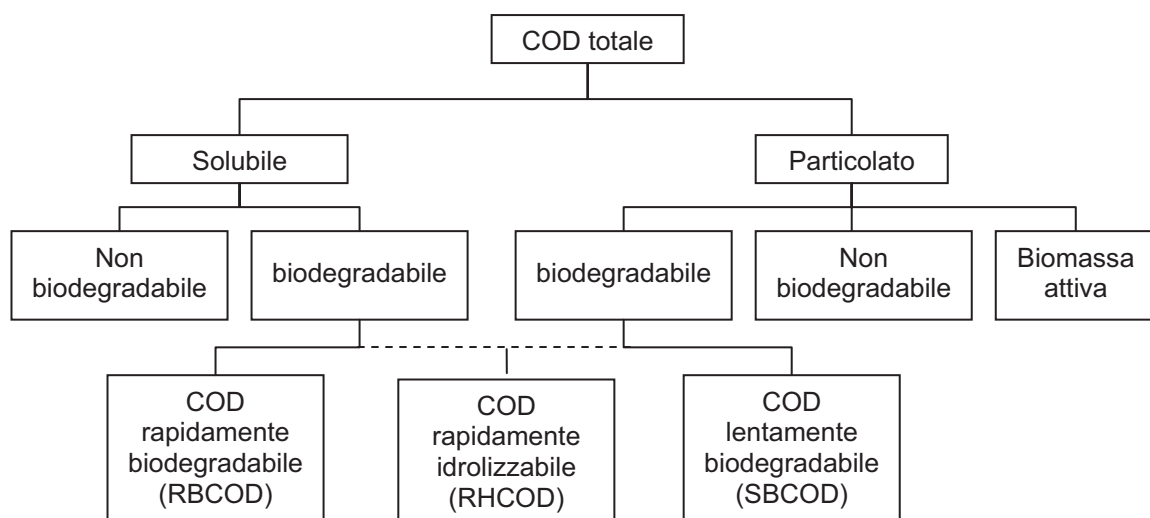 COD totale
Solubile
Particolato
Non
biodegradabile
biodegradabile
biodegradabile
Non
biodegradabile
Biomassa
attiva
COD
rapidamente
biodegradabile
(RBCOD)
COD
rapidamente
idrolizzabile
(RHCOD)
COD
lentamente
biodegradabile
(SBCOD)